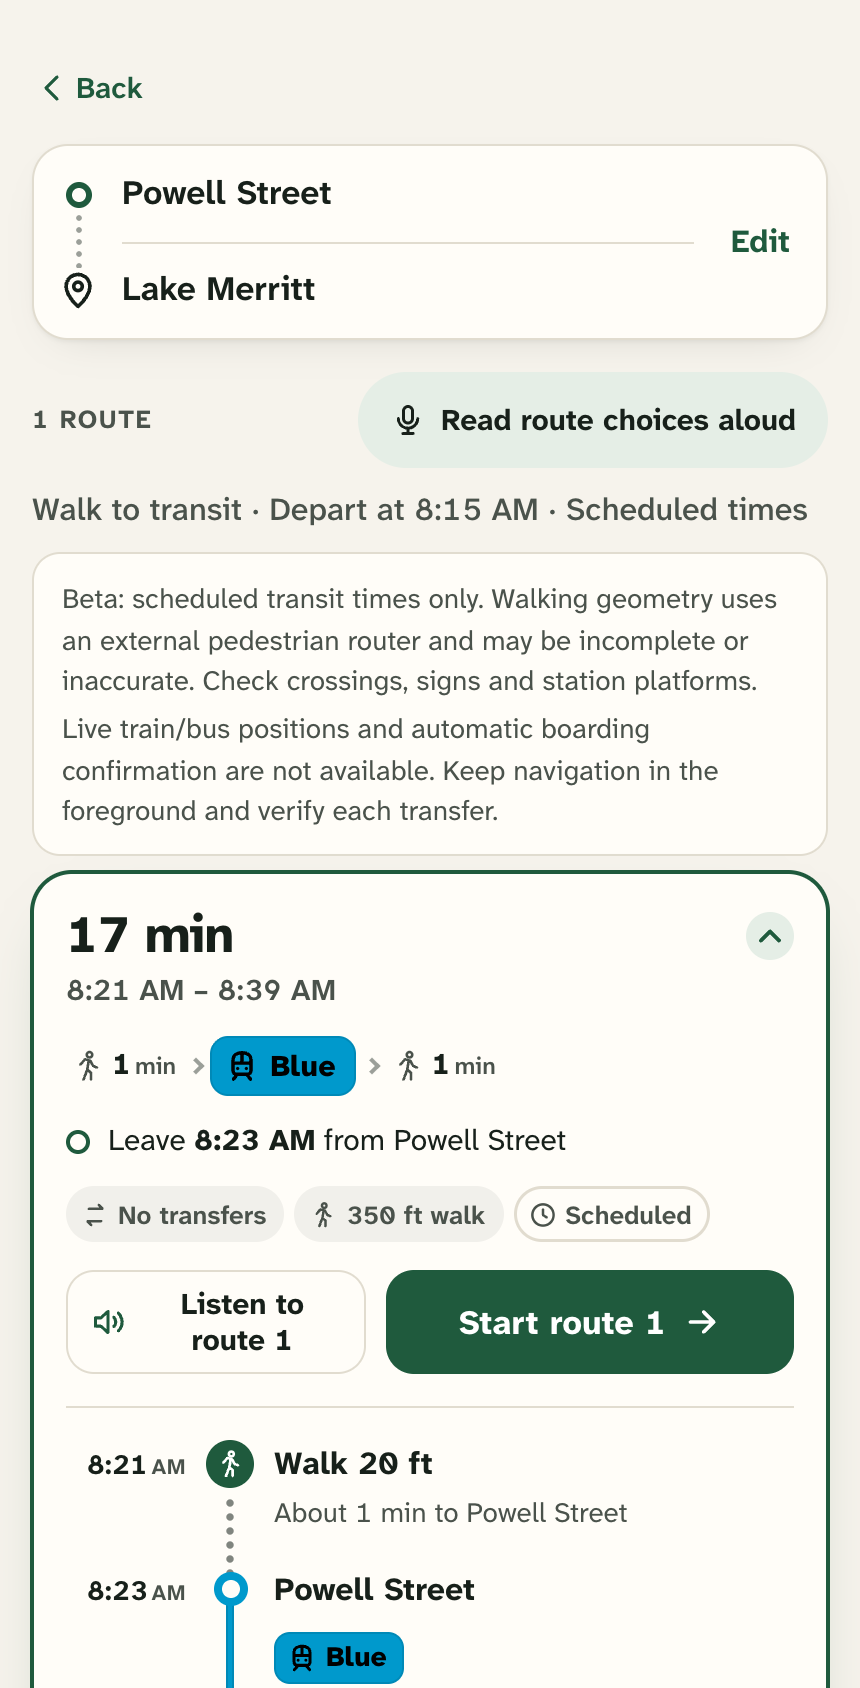 Back
Powell Street
Edit
Lake Merritt
1 ROUTE
Read route choices aloud
Walk to transit · Depart at 8:15 AM · Scheduled times
Beta: scheduled transit times only. Walking geometry uses
an external pedestrian router and may be incomplete or
inaccurate. Check crossings, signs and station platforms.
Live train/bus positions and automatic boarding
confirmation are not available. Keep navigation in the
foreground and verify each transfer.
17 min
8:21 AM – 8:39 AM
1 min > Blue > 1 min
Leave 8:23 AM from Powell Street
No transfers 350 ft walk Scheduled
Listen to
route 1
Start route 1 →
8:21 AM Walk 20 ft
About 1 min to Powell Street
8:23 AM Powell Street
Blue